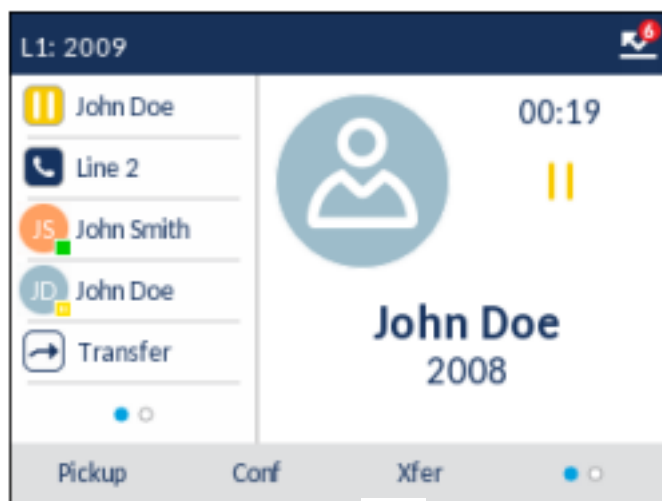 L1: 2009
6
John Doe
Line 2
JS John Smith
JD John Doe
Transfer
00:19
John Doe
2008
Pickup Conf Xfer